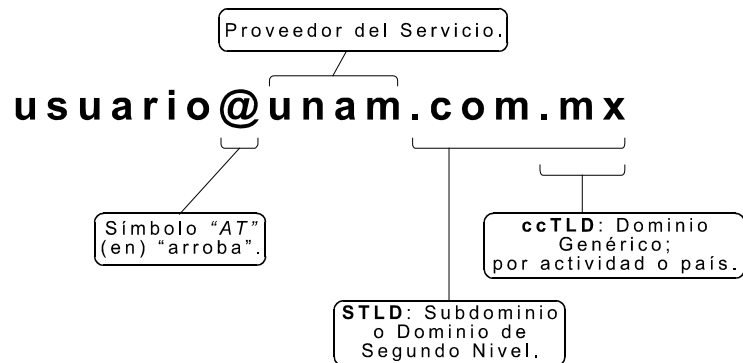 Proveedor del Servicio.
usuario@unam.com.mx
Símbolo “AT”
(en) “arroba”.
ccTLD: Dominio
Genérico;
por actividad o país.
STLD: Subdominio
o Dominio de
Segundo Nivel.